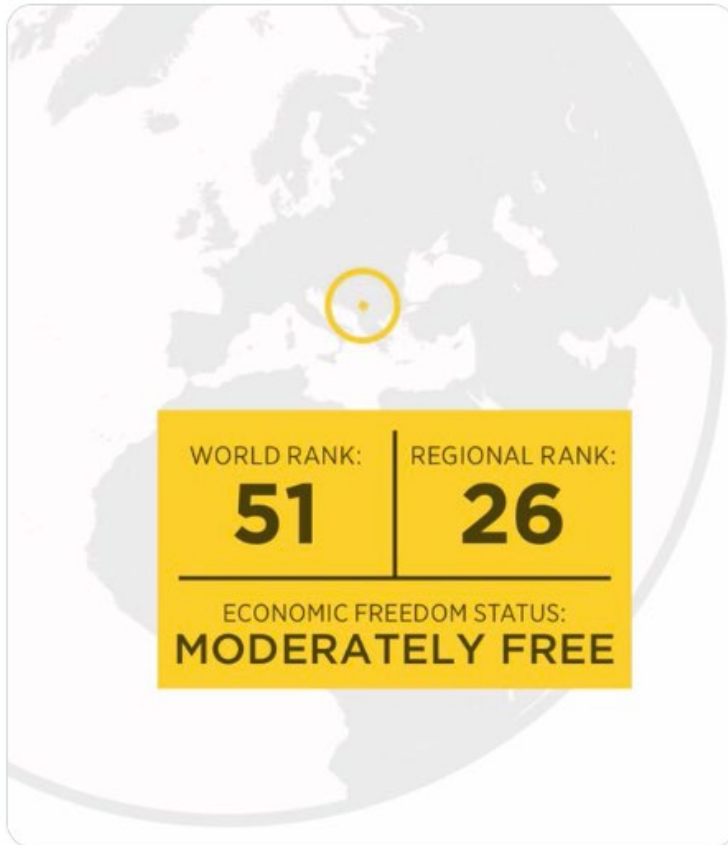 WORLD RANK:
51
REGIONAL RANK:
26
ECONOMIC FREEDOM STATUS:
MODERATELY FREE